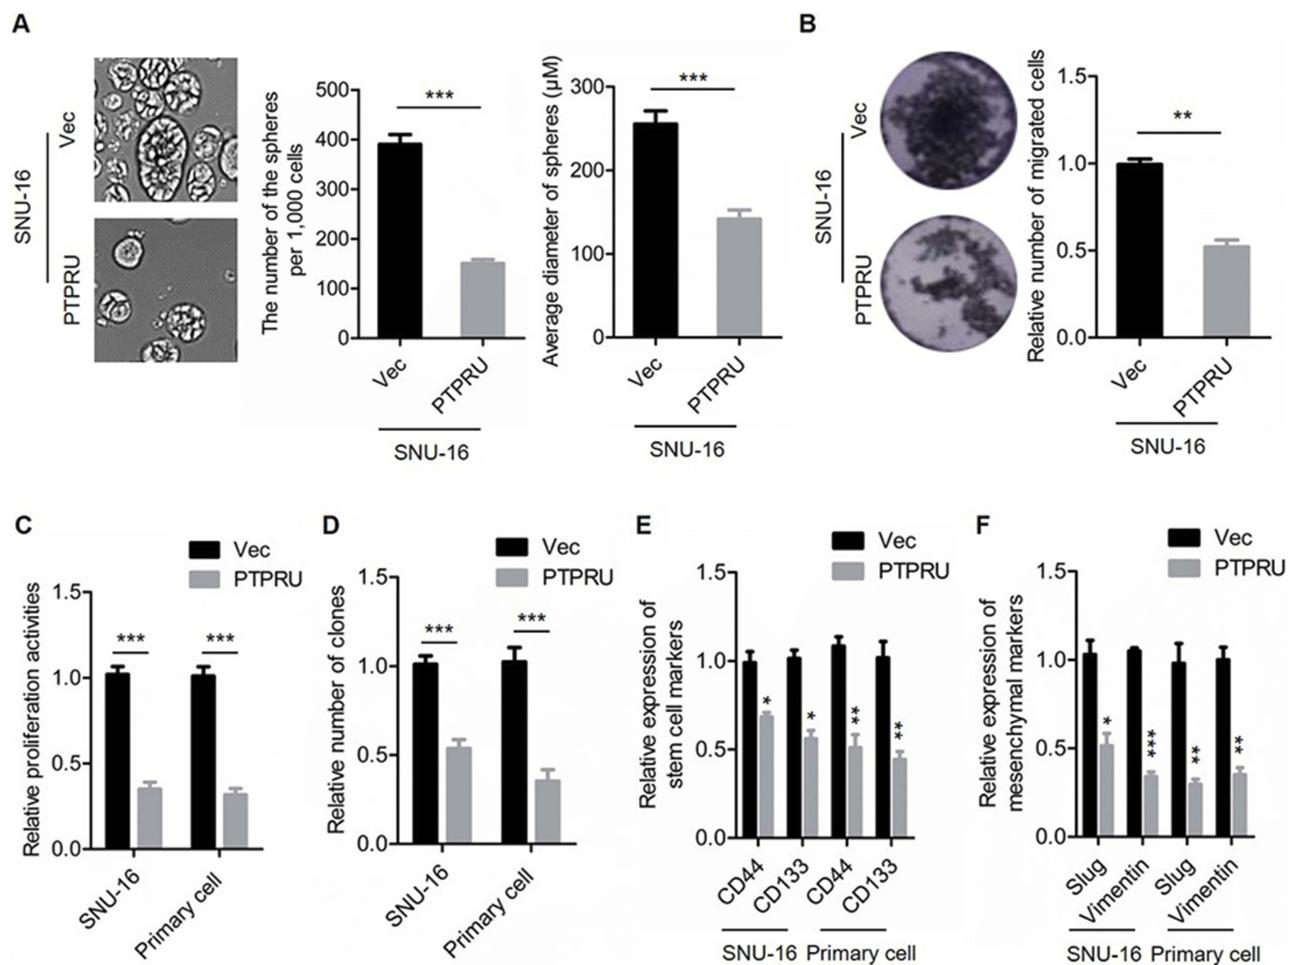 A
Vec
PTPRU
SNU-16
The number of the spheres
per 1,000 cells
500
400
300
200
100
0
***
Vec
PTPRU
SNU-16
Average diameter of spheres (µM)
300
200
100
0
***
Vec
PTPRU
SNU-16
B
Vec
PTPRU
SNU-16
Relative number of migrated cells
1.5
1.0
0.5
0.0
**
Vec
PTPRU
SNU-16
C
Vec
PTPRU
Relative proliferation activities
1.5
1.0
0.5
0.0
***
***
SNU-16
Primary cell
D
Vec
PTPRU
Relative number of clones
1.5
1.0
0.5
0.0
***
***
SNU-16
Primary cell
E
Vec
PTPRU
Relative expression of
stem cell markers
1.5
1.0
0.5
0.0
*
*
**
**
CD44
CD133
CD44
CD133
SNU-16 Primary cell
F
Vec
PTPRU
Relative expression of
mesenchymal markers
1.5
1.0
0.5
0.0
*
***
**
**
Slug
Vimentin
Slug
Vimentin
SNU-16 Primary cell